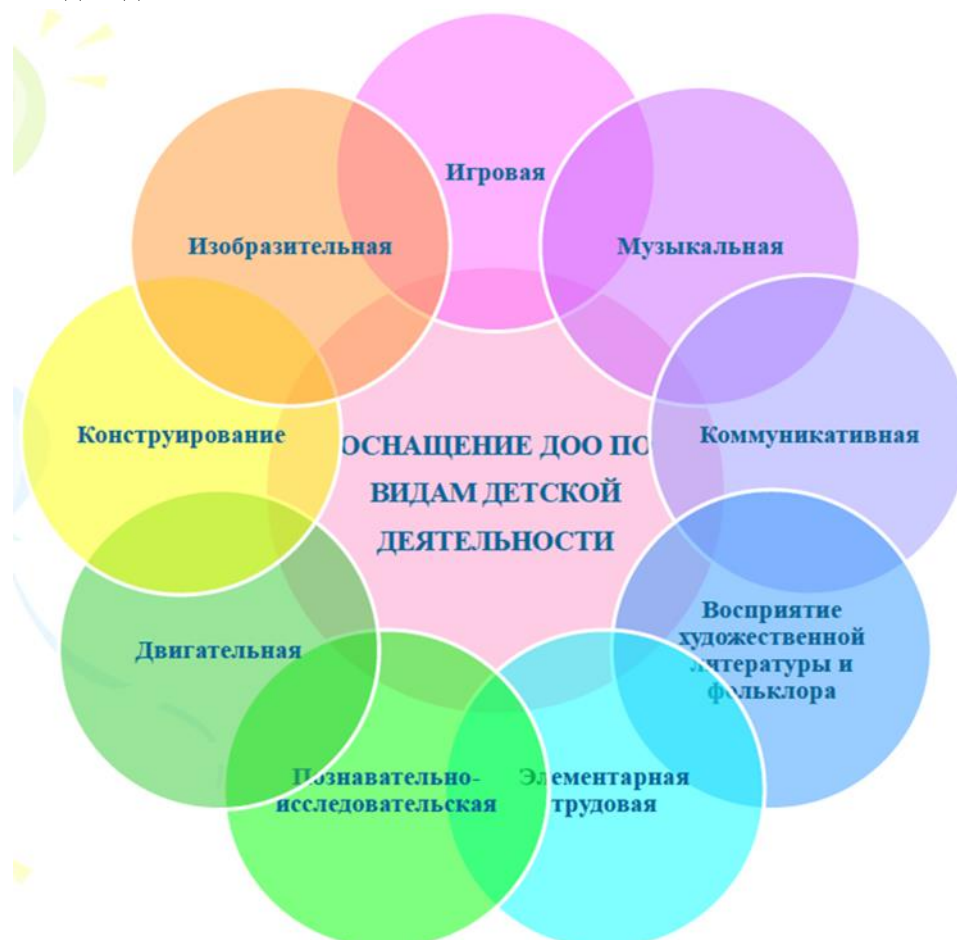 Игровая
Музыкальная
Коммуникативная
Восприятие
художественной
литературы и
фольклора
Элементарная
трудовая
Познавательно-
исследовательская
Двигательная
Конструирование
Изобразительная
ОСНАЩЕНИЕ ДОО ПО
ВИДАМ ДЕТСКОЙ
ДЕЯТЕЛЬНОСТИ